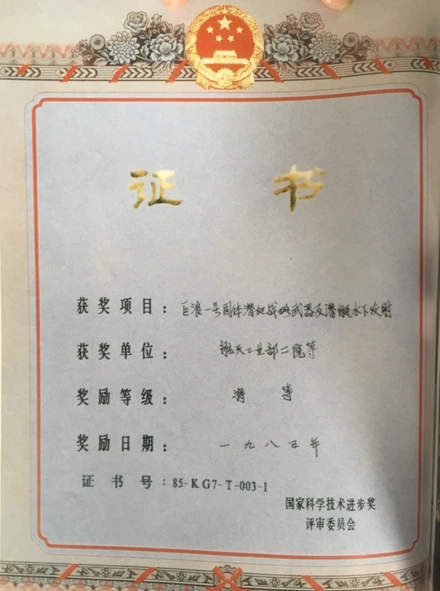 证 书
获奖项目：巨浪一号固体潜地战略武器及潜艇水下发射
获奖单位：航天工业部二院等
奖励等级：特等
奖励日期：一九八五年
证书号：85-KG7-T-003-1
国家科学技术进步奖
评审委员会